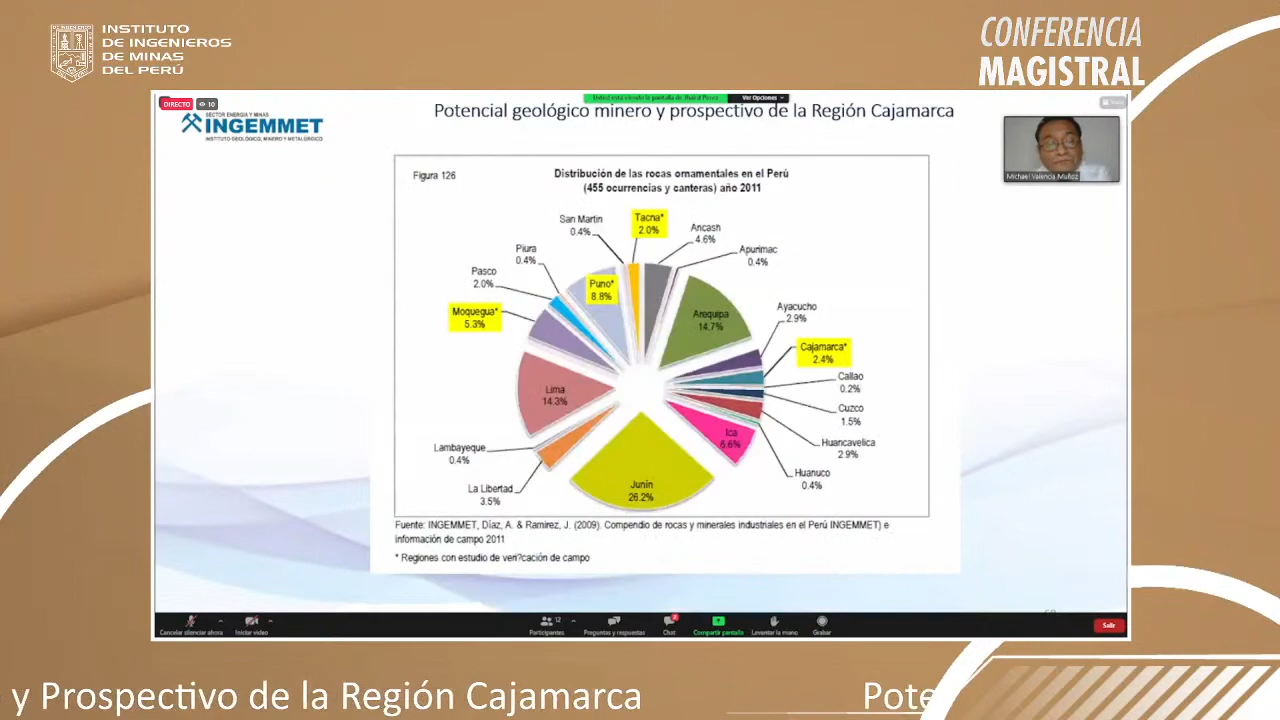 INSTITUTO
DE INGENIEROS
DE MINAS
DEL PERÚ
CONFERENCIA
MAGISTRAL
DIRECTO
10
Ver Opciones
SECTOR ENERGÍA Y MINAS
INGEMMET
INSTITUTO GEOLÓGICO, MINERO Y METALÚRGICO
Potencial geológico minero y prospectivo de la Región Cajamarca
Michael Valencia Muñoz
Figura 126
Distribución de las rocas ornamentales en el Perú
(455 ocurrencias y canteras) año 2011
San Martin
0.4%
Tacna*
2.0%
Ancash
4.6%
Apurimac
0.4%
Piura
0.4%
Pasco
2.0%
Puno*
8.8%
Moquegua*
5.3%
Arequipa
14.7%
Ayacucho
2.9%
Cajamarca*
2.4%
Callao
0.2%
Lima
14.3%
Cuzco
1.5%
Ica
6.6%
Huancavelica
2.9%
Lambayeque
0.4%
Huanuco
0.4%
La Libertad
3.5%
Junin
26.2%
Fuente: INGEMMET, Díaz, A. & Ramirez, J. (2009). Compendio de rocas y minerales industriales en el Perú INGEMMET) e
información de campo 2011
* Regiones con estudio de veri?cación de campo
Cancelar silenciar ahora
Iniciar video
Participantes
12
Preguntas y respuestas
Chat
Compartir pantalla
Levantar la mano
Grabar
Salir
y Prospectivo de la Región Cajamarca
Pote